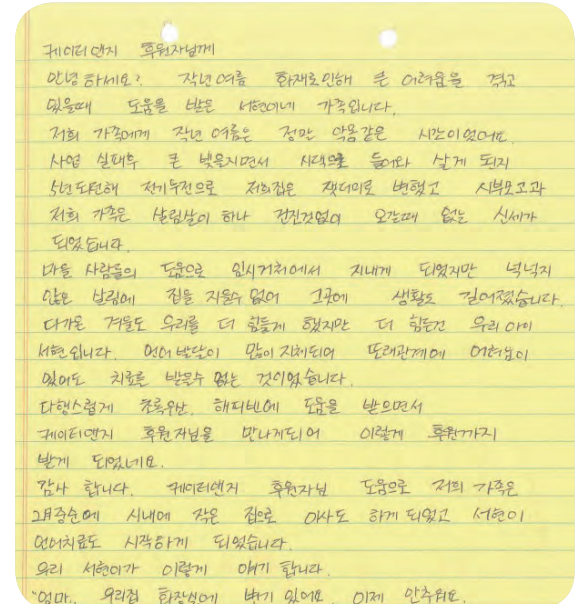 케이티앤지 후원자님께
안녕하세요? 작년여름 화재로인해 큰 어려움을 겪고
있을때 도움을 받은 서현이네 가족입니다.
저희 가족에게 작년 여름은 정말 악몽같은 시간이었어요.
사업 실패후 큰 빚을지면서 시댁으로 들어와 살게 되지
5년도안돼 전기누전으로 저희집은 잿더미로 변했고 시부모고과
저희 가족은 살림살이 하나 건진것없이 오갈때 없는 신세가
되었습니다.
마을 사람들의 도움으로 임시거처에서 지내게 되었지만 넉넉지
않은 살림에 집을 지을수 없어 그곳에 생활도 길어졌습니다.
다가온 겨울도 우리를 더 힘들게 했지만 더 힘든건 우리 아이
서현입니다. 언어 발달이 많이 지체되어 또래관계에 어려움이
있어도 치료를 받을수 없는 것이었습니다.
다행스럽게 초록우산, 해피빈에 도움을 받으면서
케이티앤지 후원자님을 만나게되어 이렇게 후원까지
받게 되었네요.
감사 합니다. 케이티앤지 후원자님 도움으로 저희 가족은
2월중순에 시내에 작은 집으로 이사도 하게 되었고 서현이
언어치료도 시작하게 되었습니다.
우리 서현이가 이렇게 얘기 합니다.
"엄마.. 우리집 화장실에 변기 있어요. 이제 안추워요.